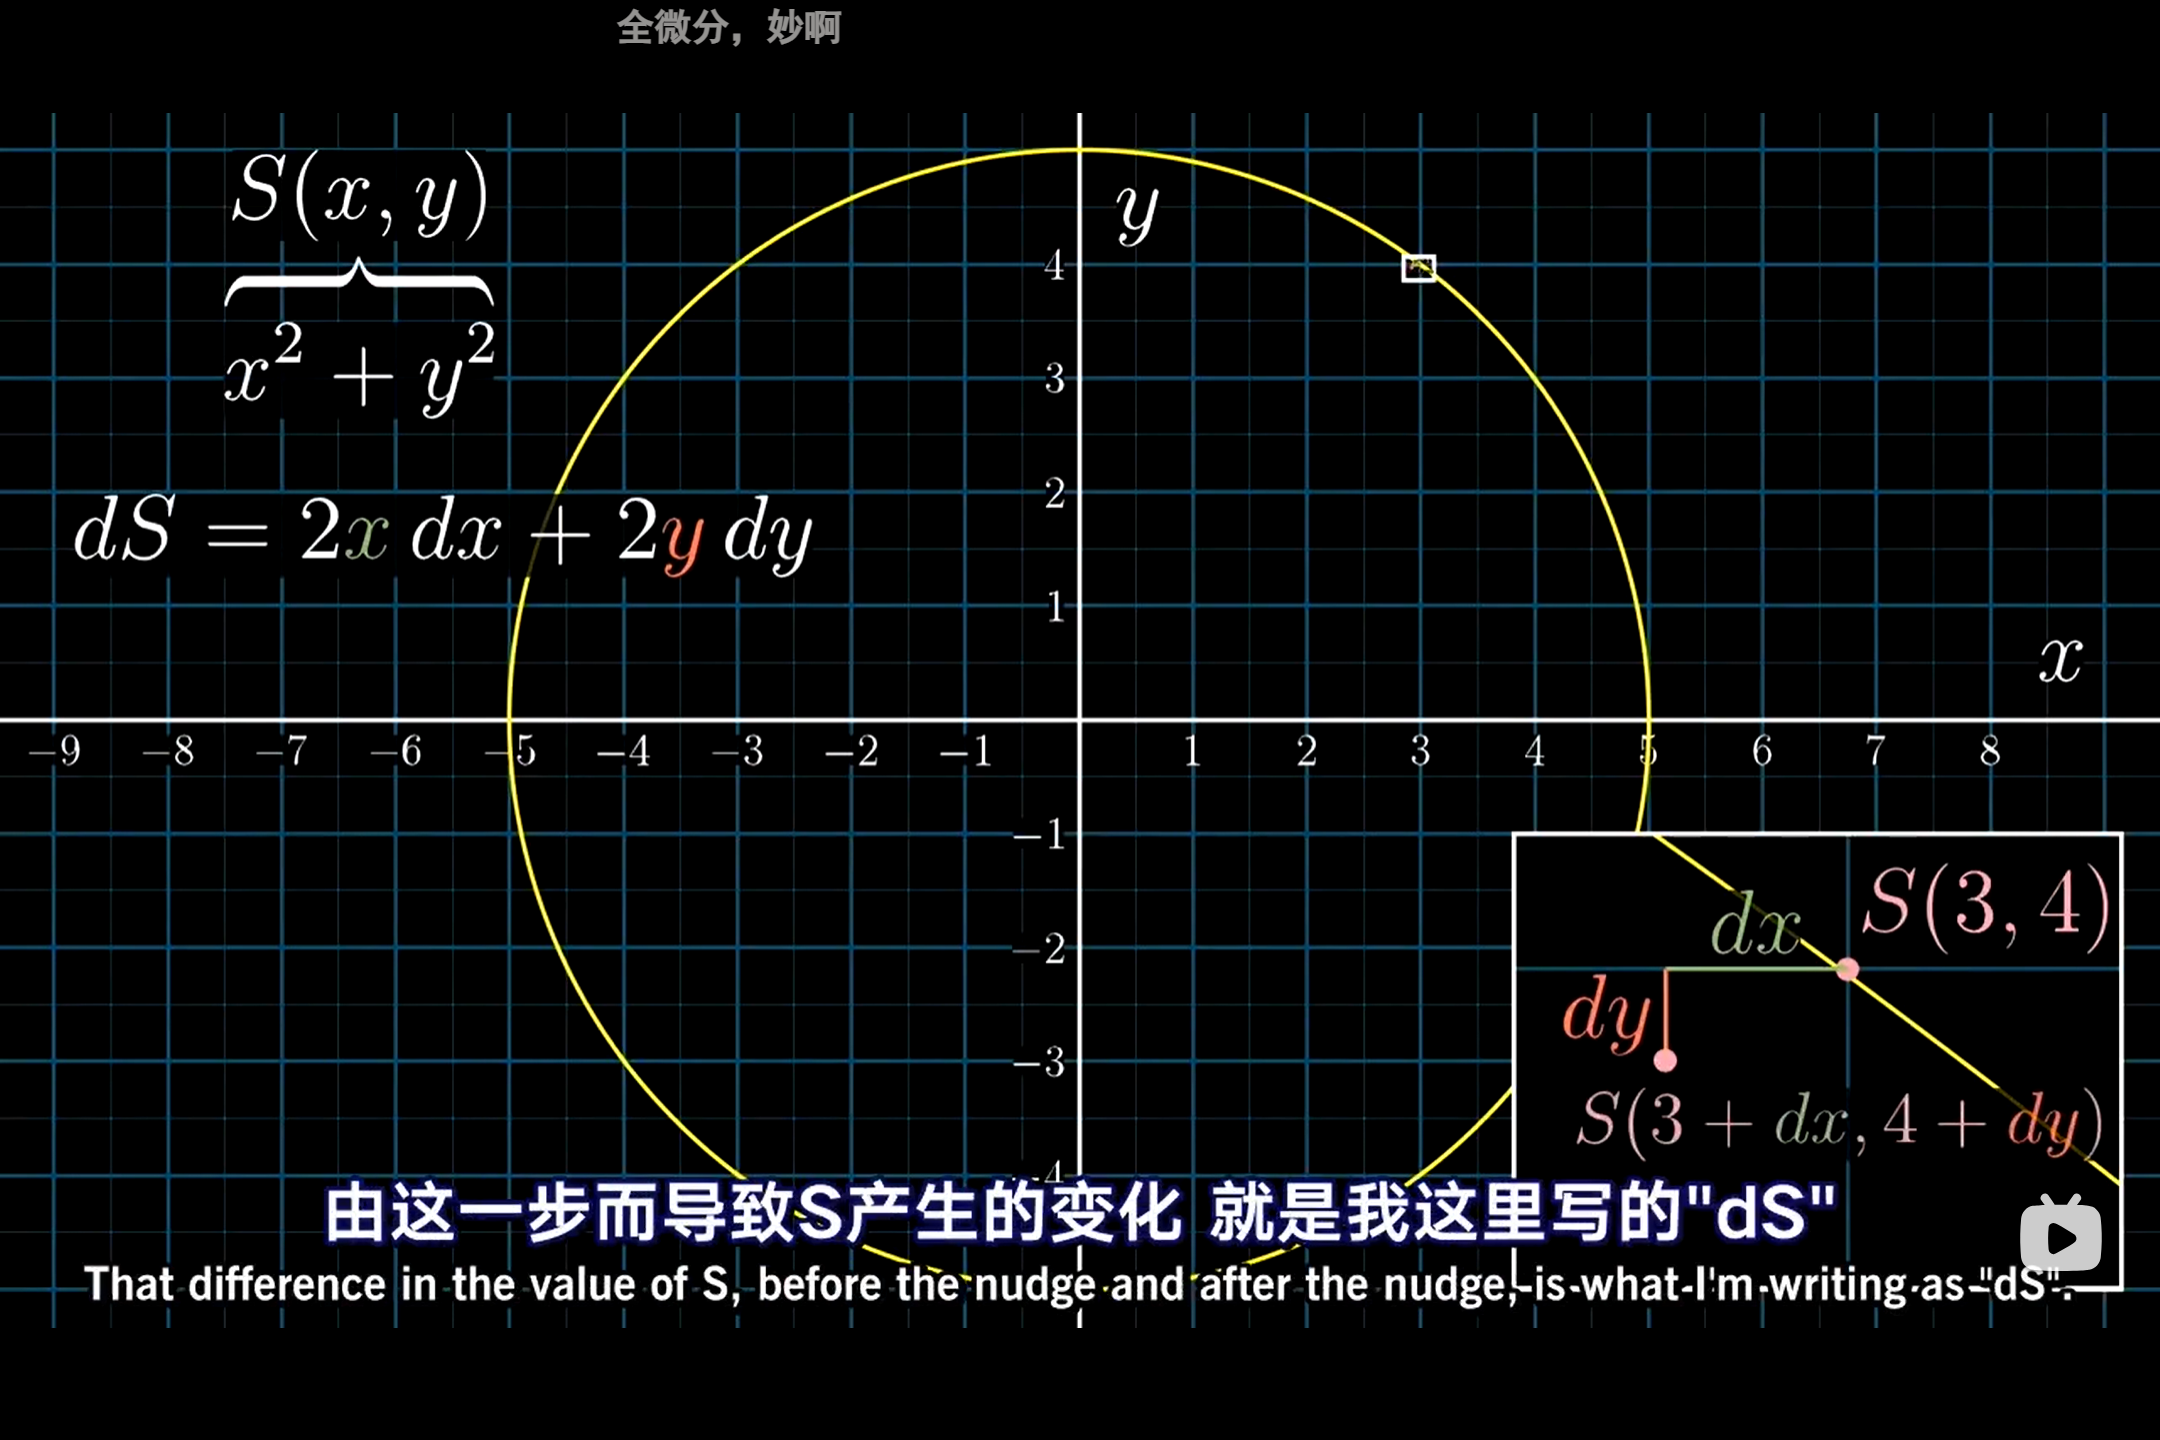 全微分，妙啊
S(x, y)
x² + y²
dS = 2x dx + 2y dy
y
x
4
3
2
1
−9 −8 −7 −6 −5 −4 −3 −2 −1 1 2 3 4 5 6 7 8
−1
−2
−3
−4
S(3, 4)
dx
dy
S(3 + dx, 4 + dy)
由这一步而导致S产生的变化 就是我这里写的"dS"
That difference in the value of S, before the nudge and after the nudge, is what I'm writing as "dS".